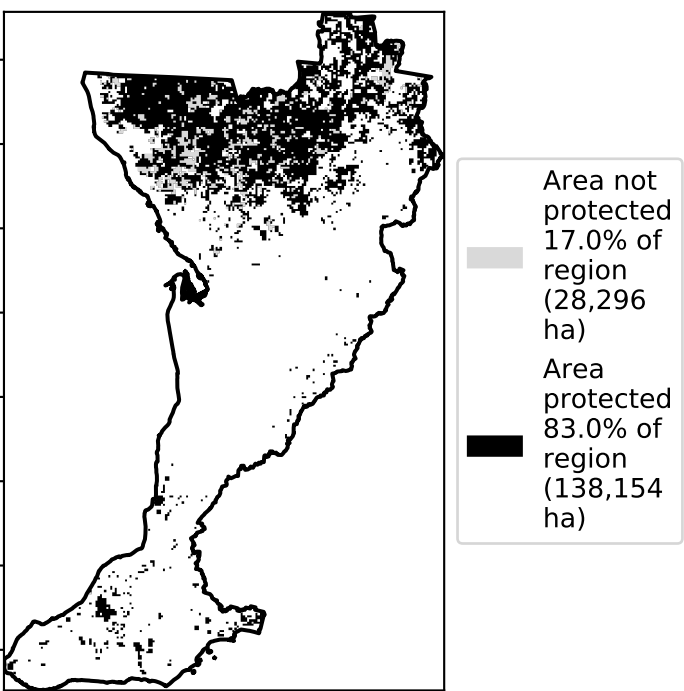 Area not
protected
17.0% of
region
(28,296
ha)
Area
protected
83.0% of
region
(138,154
ha)